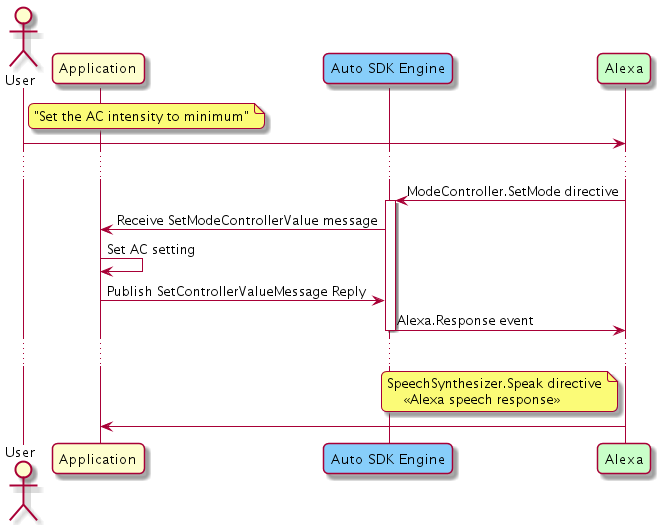 User
Application
Auto SDK Engine
Alexa
"Set the AC intensity to minimum"
ModeController.SetMode directive
Receive SetModeControllerValue message
Set AC setting
Publish SetControllerValueMessage Reply
Alexa.Response event
SpeechSynthesizer.Speak directive
«Alexa speech response»
User
Application
Auto SDK Engine
Alexa